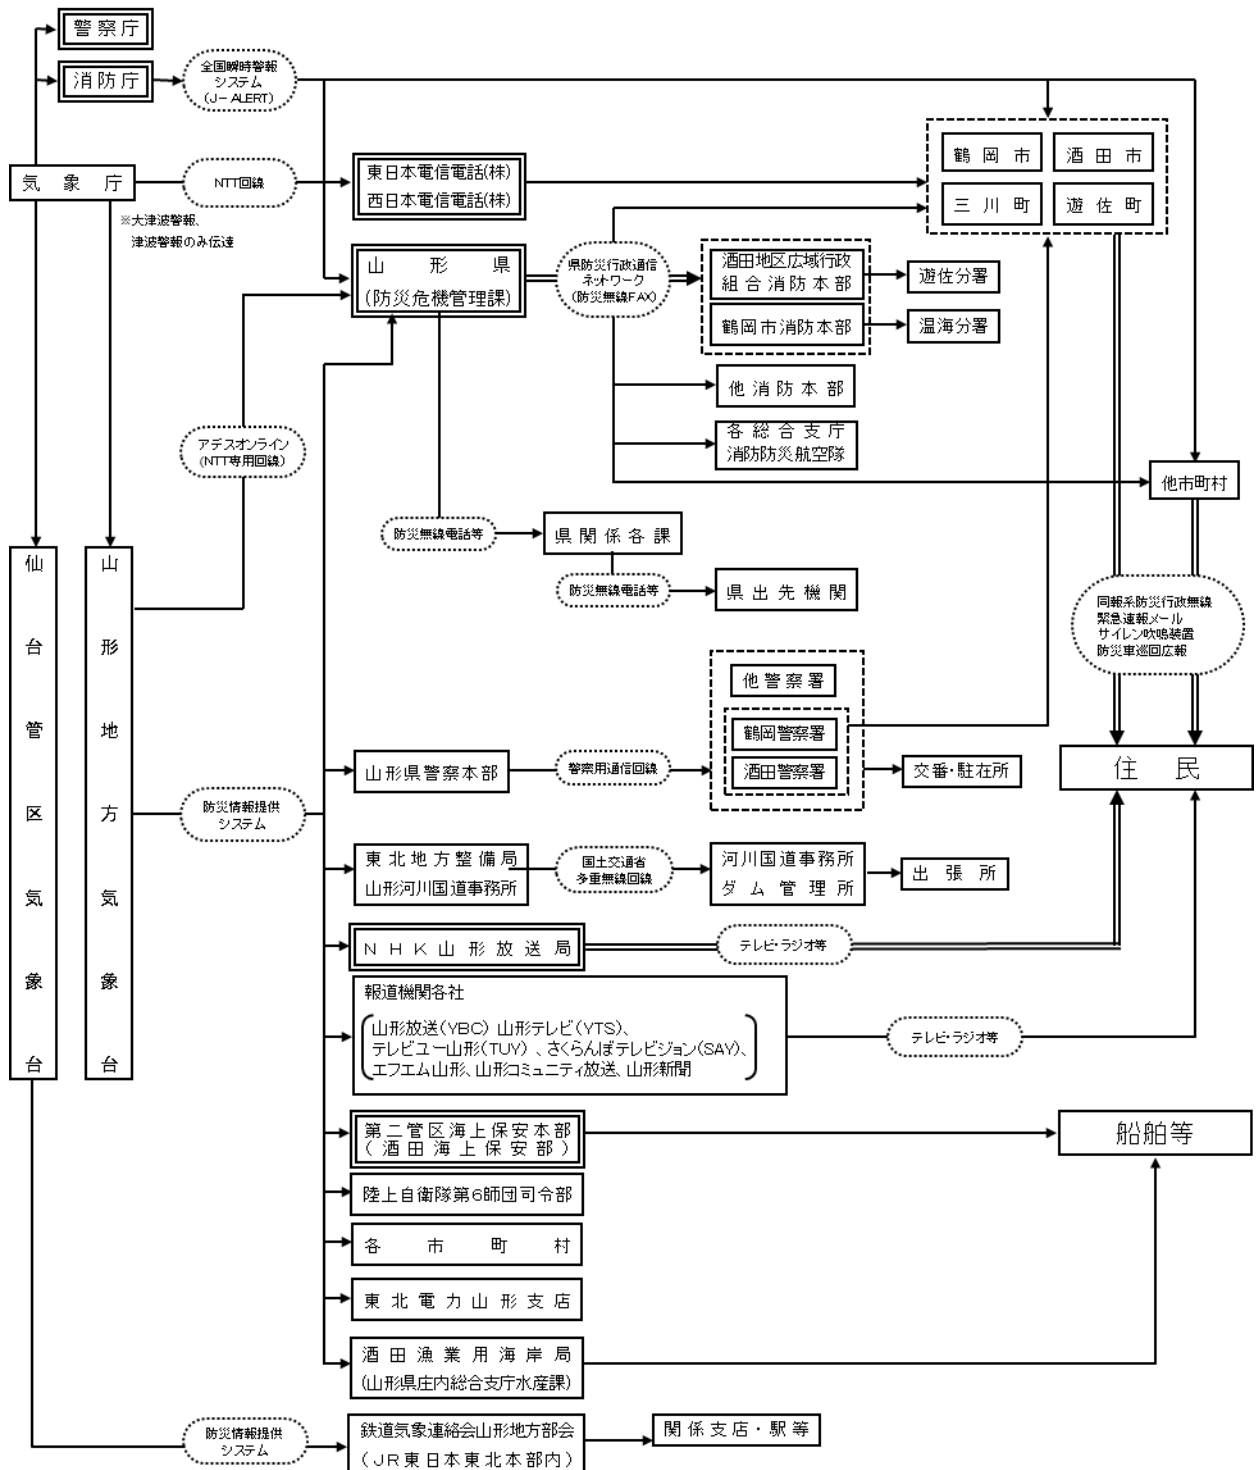 警察庁
消防庁
全国瞬時警報
システム
(J-ALERT)
気象庁
NTT回線
※大津波警報、
津波警報のみ伝達
東日本電信電話(株)
西日本電信電話(株)
鶴岡市
酒田市
三川町
遊佐町
山形県
(防災危機管理課)
県防災行政通信
ネットワーク
(防災無線FAX)
酒田地区広域行政
組合消防本部
遊佐分署
鶴岡市消防本部
温海分署
他消防本部
各総合支庁
消防防災航空隊
アデスオンライン
(NTT専用回線)
他市町村
防災無線電話等
県関係各課
防災無線電話等
県出先機関
仙台管区気象台
山形地方気象台
同報系防災行政無線
緊急速報メール
サイレン吹鳴装置
防災車巡回広報
他警察署
鶴岡警察署
酒田警察署
山形県警察本部
警察用通信回線
交番・駐在所
住民
防災情報提供
システム
東北地方整備局
山形河川国道事務所
国土交通省
多重無線回線
河川国道事務所
ダム管理所
出張所
NHK山形放送局
テレビ・ラジオ等
報道機関各社
山形放送(YBC) 山形テレビ(YTS)、
テレビユー山形(TUY) 、さくらんぼテレビジョン(SAY)、
エフエム山形、山形コミュニティ放送、山形新聞
テレビ・ラジオ等
第二管区海上保安本部
(酒田海上保安部)
船舶等
陸上自衛隊第6師団司令部
各市町村
東北電力山形支店
酒田漁業用海岸局
(山形県庄内総合支庁水産課)
防災情報提供
システム
鉄道気象連絡会山形地方部会
(JR東日本東北本部内)
関係支店・駅等